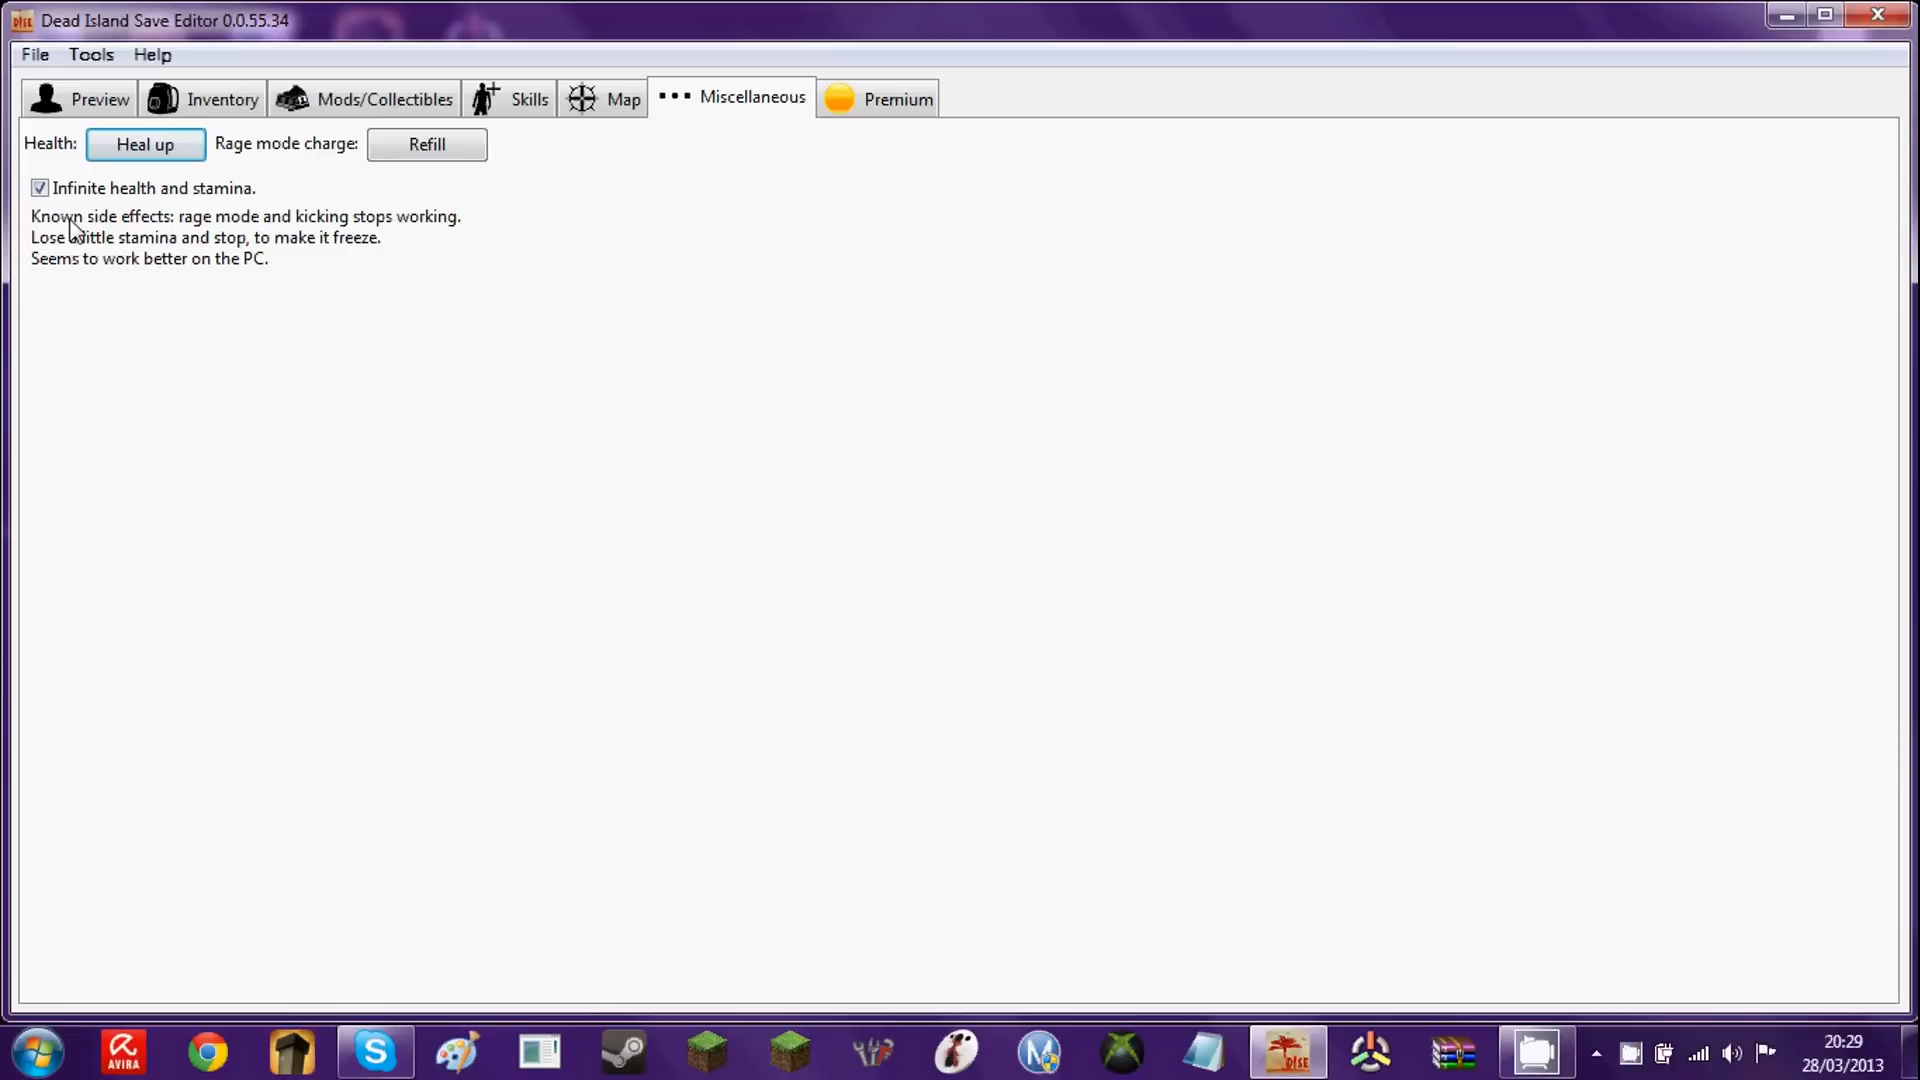 Dead Island Save Editor 0.0.55.34
File Tools Help
Preview Inventory Mods/Collectibles Skills Map Miscellaneous Premium
Health: Heal up Rage mode charge: Refill
Infinite health and stamina.
Known side effects: rage mode and kicking stops working.
Lose little stamina and stop, to make it freeze.
Seems to work better on the PC.
AVIRA
DISE
20:29
28/03/2013